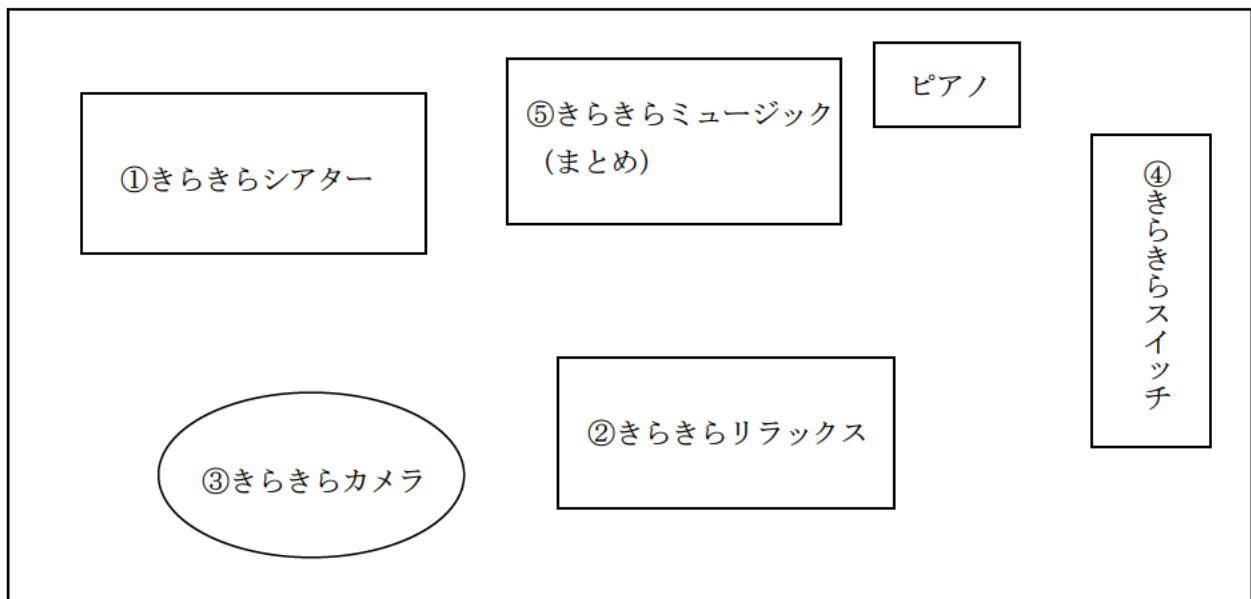 ①きらきらシアター
⑤きらきらミュージック
（まとめ）
ピアノ
④きらきらスイッチ
③きらきらカメラ
②きらきらリラックス